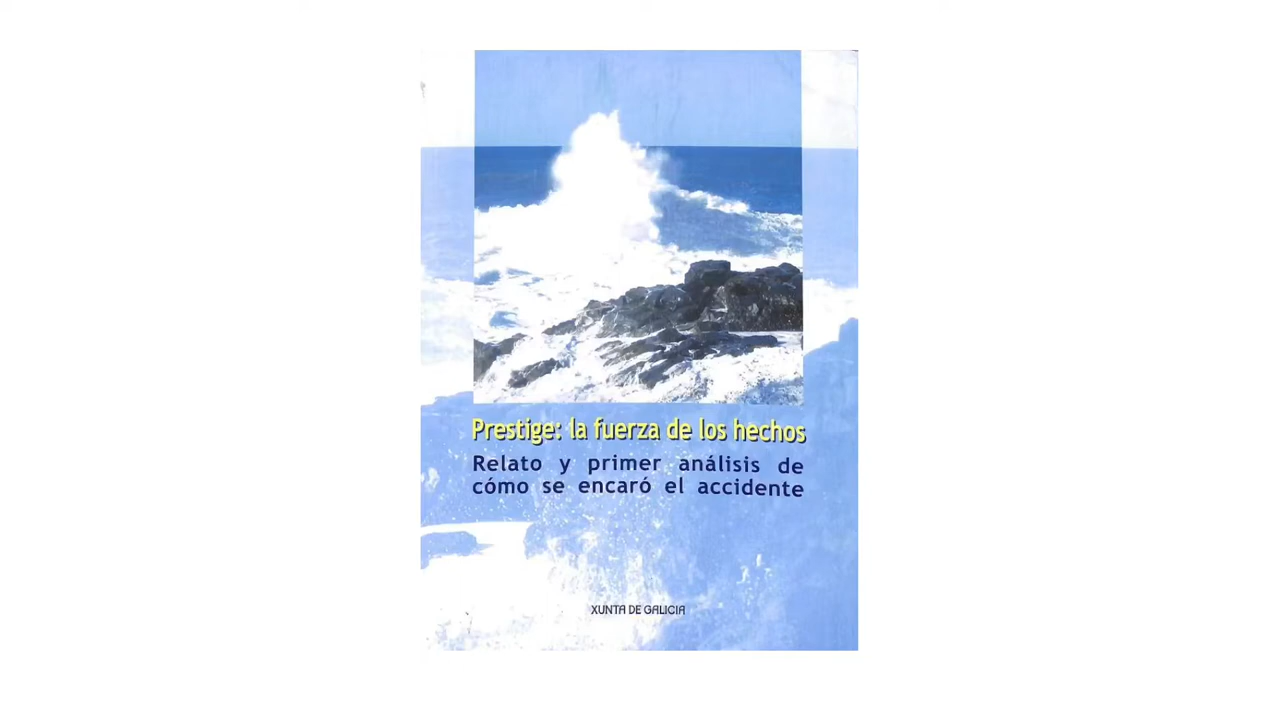 Prestige: la fuerza de los hechos
Relato y primer análisis de
cómo se encaró el accidente
XUNTA DE GALICIA